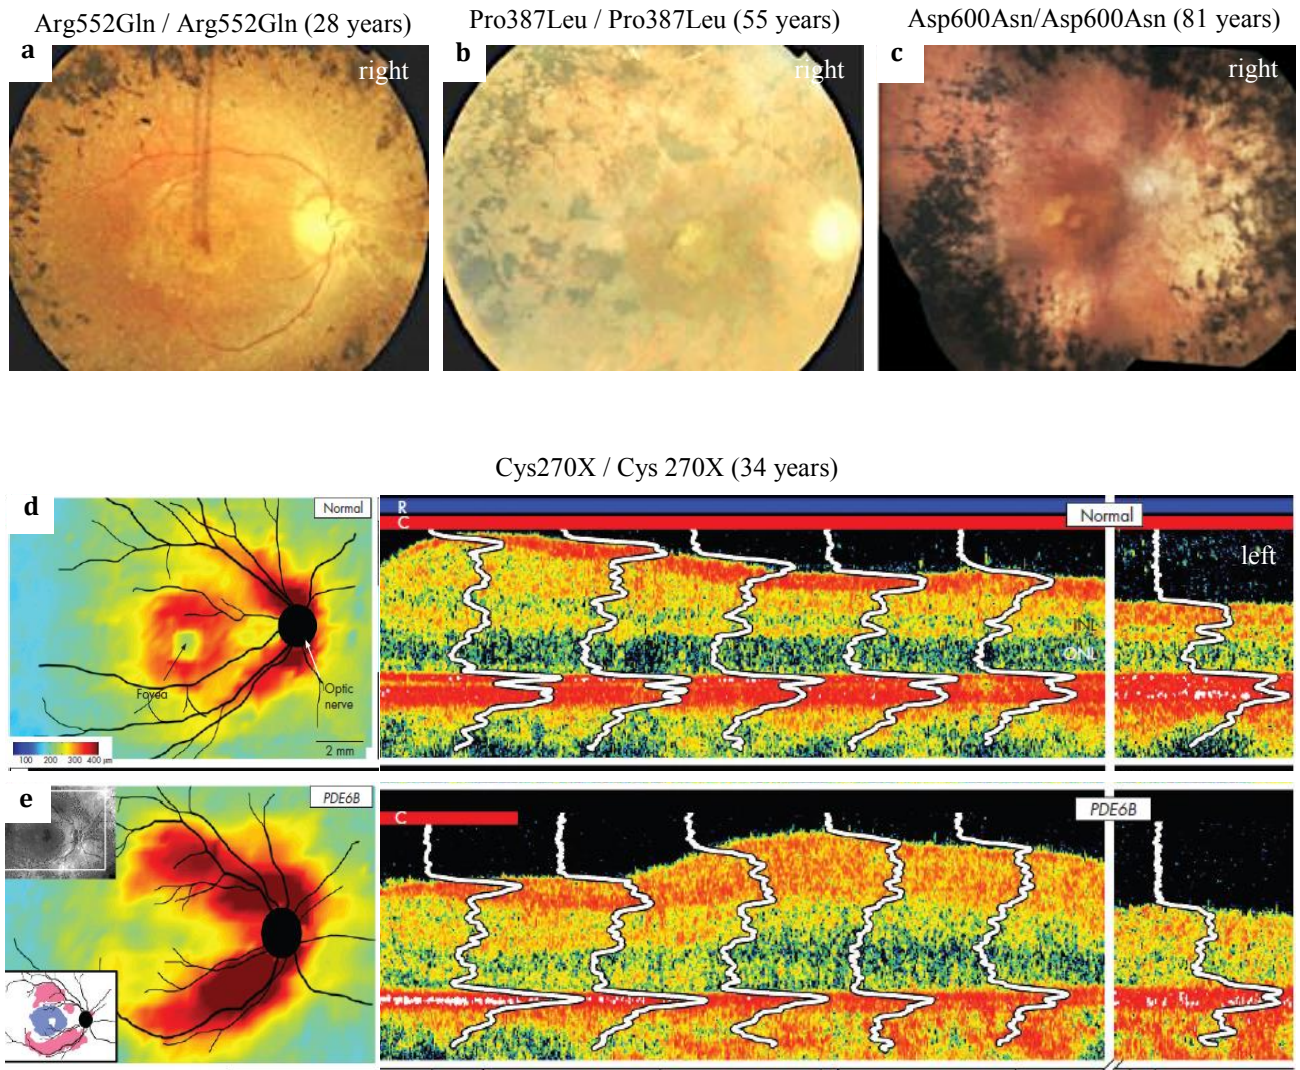 Arg552Gln / Arg552Gln (28 years)
Pro387Leu / Pro387Leu (55 years)
Asp600Asn/Asp600Asn (81 years)
a
right
b
right
c
right
Cys270X / Cys 270X (34 years)
d
Normal
Fovea
Optic
nerve
2 mm
100 200 300 400 µm
R
C
Normal
left
INL
ONL
e
PDE6B
C
PDE6B